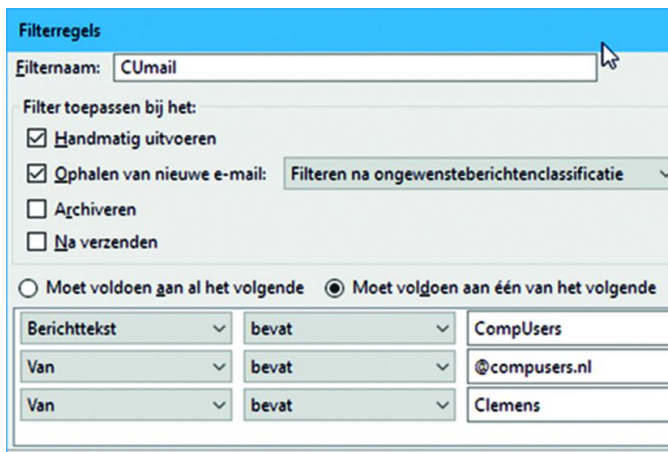 Filterregels
Filternaam: CUmail
Filter toepassen bij het:
Handmatig uitvoeren
Ophalen van nieuwe e-mail: Filteren na ongewensteberichtenclassificatie
Archiveren
Na verzenden
Moet voldoen aan al het volgende Moet voldoen aan één van het volgende
Berichttekst bevat CompUsers
Van bevat @compusers.nl
Van bevat Clemens